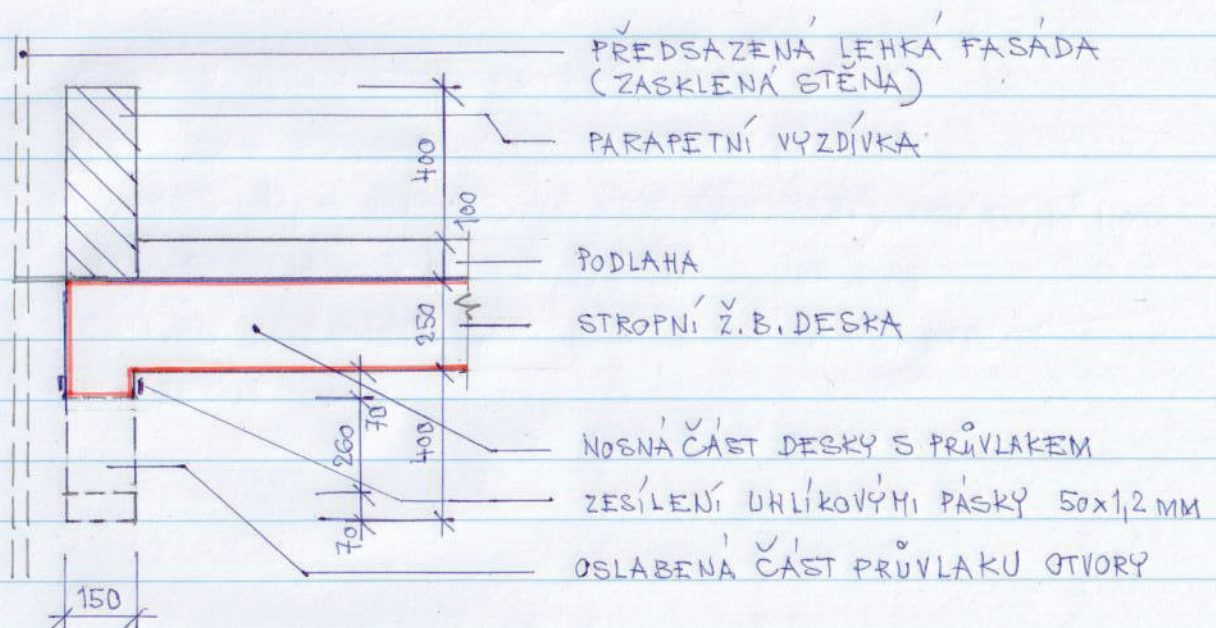 PŘEDSAZENÁ LEHKÁ FASÁDA
(ZASKLENÁ STĚNA)
PARAPETNÍ VYZDÍVKA
400
100
PODLAHA
STROPNÍ Ž.B. DESKA
250
NOSNÁ ČÁST DESKY S PRŮVLAKEM
70
260
400
ZESÍLENÍ UHLÍKOVÝMI PÁSKY 50x1,2 MM
70
OSLABENÁ ČÁST PRŮVLAKU OTVORY
150